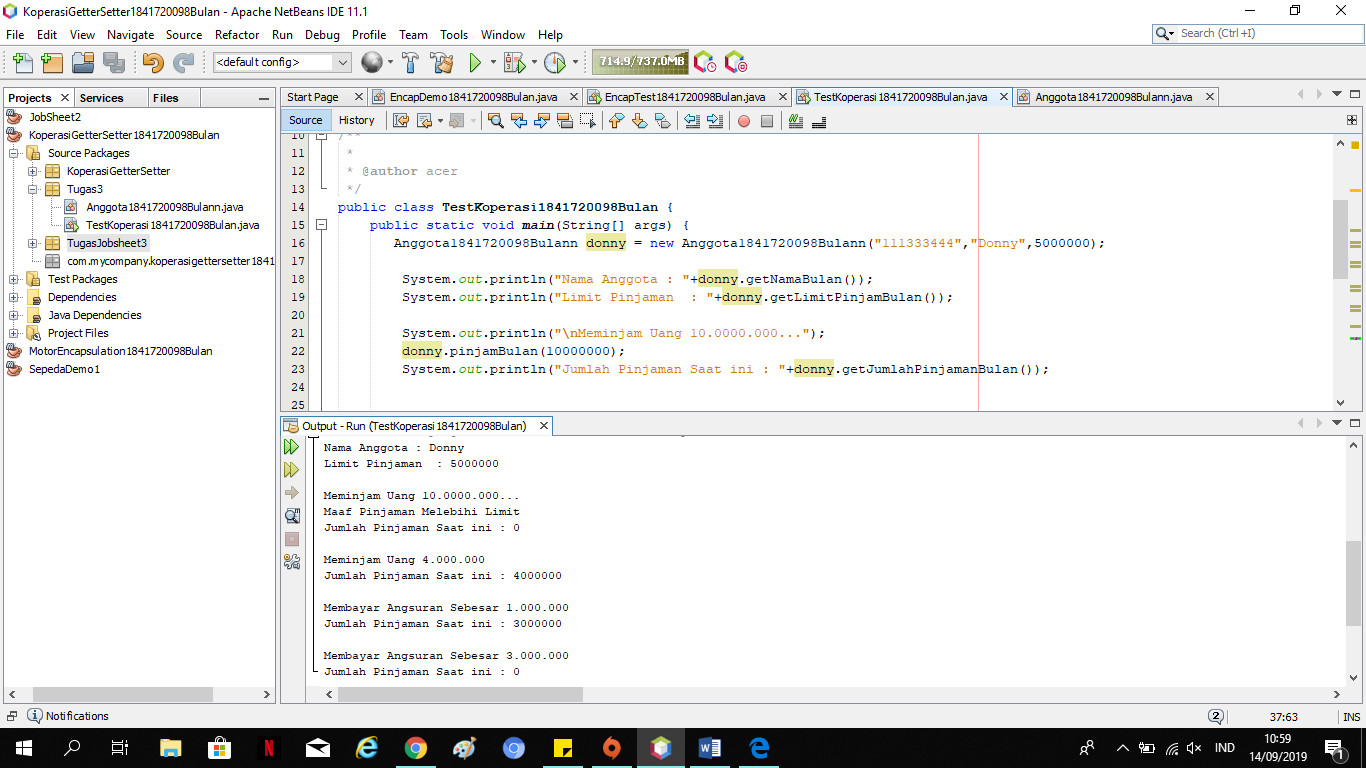 KoperasiGetterSetter1841720098Bulan - Apache NetBeans IDE 11.1
File Edit View Navigate Source Refactor Run Debug Profile Team Tools Window Help
Search (Ctrl+I)
<default config>
714.9/737.0MB
Projects Services Files
JobSheet2
KoperasiGetterSetter1841720098Bulan
Source Packages
KoperasiGetterSetter
Tugas3
Anggota1841720098Bulann.java
TestKoperasi1841720098Bulan.java
TugasJobsheet3
com.mycompany.koperasigettersetter1841
Test Packages
Dependencies
Java Dependencies
Project Files
MotorEncapsulation1841720098Bulan
SepedaDemo1
Start Page EncapDemo1841720098Bulan.java EncapTest1841720098Bulan.java TestKoperasi1841720098Bulan.java Anggota1841720098Bulann.java
Source History
10 /**
11 *
12 * @author acer
13 */
14 public class TestKoperasi1841720098Bulan {
15 public static void main(String[] args) {
16 Anggota1841720098Bulann donny = new Anggota1841720098Bulann("111333444","Donny",5000000);
17
18 System.out.println("Nama Anggota : "+donny.getNamaBulan());
19 System.out.println("Limit Pinjaman  : "+donny.getLimitPinjamBulan());
20
21 System.out.println("\nMeminjam Uang 10.0000.000...");
22 donny.pinjamBulan(10000000);
23 System.out.println("Jumlah Pinjaman Saat ini : "+donny.getJumlahPinjamanBulan());
24
25
Output - Run (TestKoperasi1841720098Bulan)
Nama Anggota : Donny
Limit Pinjaman  : 5000000
Meminjam Uang 10.0000.000...
Maaf Pinjaman Melebihi Limit
Jumlah Pinjaman Saat ini : 0
Meminjam Uang 4.000.000
Jumlah Pinjaman Saat ini : 4000000
Membayar Angsuran Sebesar 1.000.000
Jumlah Pinjaman Saat ini : 3000000
Membayar Angsuran Sebesar 3.000.000
Jumlah Pinjaman Saat ini : 0
Notifications
2
37:63 INS
IND
10:59
14/09/2019
1